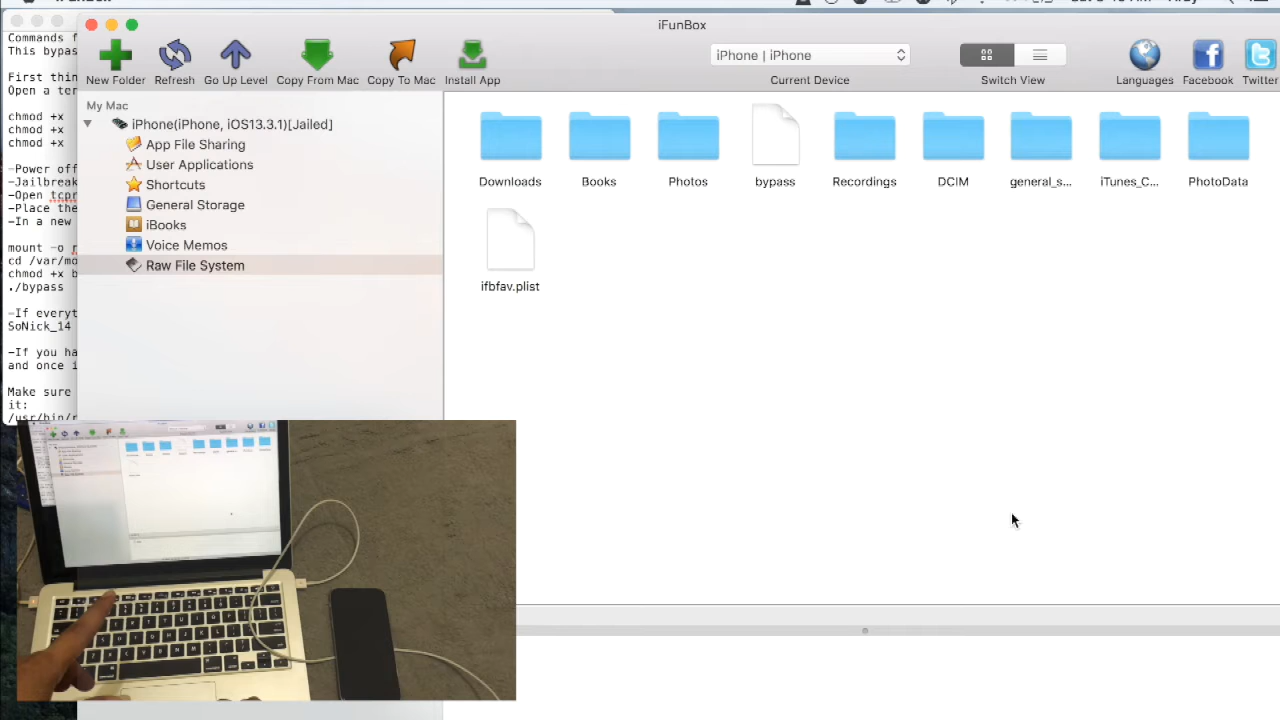 iFunBox
New Folder
Refresh
Go Up Level
Copy From Mac
Copy To Mac
Install App
iPhone | iPhone
Current Device
Switch View
Languages
Facebook
Twitter
My Mac
iPhone(iPhone, iOS13.3.1)[Jailed]
App File Sharing
User Applications
Shortcuts
General Storage
iBooks
Voice Memos
Raw File System
Downloads
Books
Photos
bypass
Recordings
DCIM
general_s...
iTunes_C...
PhotoData
ifbfav.plist
Commands
This bypas
First thin
Open a ter
chmod +x
chmod +x
chmod +x
-Power off
-Jailbreak
-Open tcpr
-Place the
-In a new
mount -o r
cd /var/mo
chmod +x b
./bypass
-If everyt
SoNick_14
-If you ha
and once i
Make sure
it:
/usr/bin/